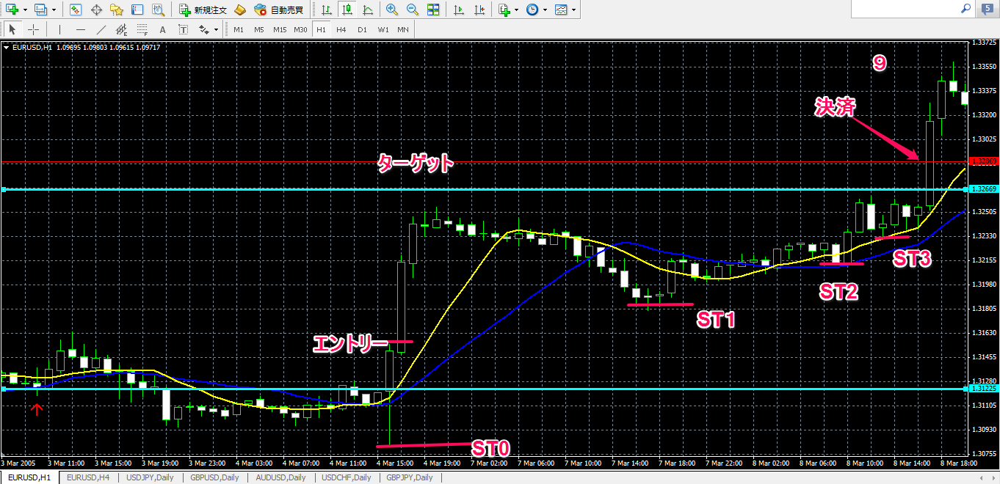 新規注文 自動売買 5
A T M1 M5 M15 M30 H1 H4 D1 W1 MN
EURUSD,H1 1.09695 1.09803 1.09615 1.09717
1.33725
9
1.33550
1.33375
決済
1.33200
1.33025
ターゲット
1.32869
1.32669
1.32505
1.32330
ST3
1.32155
1.31980
ST2
1.31805
ST1
1.31630
エントリー
1.31455
1.31280
1.31225
1.31105
1.30930
ST0
1.30755
3 Mar 2005 3 Mar 11:00 3 Mar 15:00 3 Mar 19:00 3 Mar 23:00 4 Mar 03:00 4 Mar 07:00 4 Mar 11:00 4 Mar 15:00 4 Mar 19:00 7 Mar 02:00 7 Mar 06:00 7 Mar 10:00 7 Mar 14:00 7 Mar 18:00 7 Mar 22:00 8 Mar 02:00 8 Mar 06:00 8 Mar 10:00 8 Mar 14:00 8 Mar 18:00
EURUSD,H1 EURUSD,H4 USDJPY,Daily GBPUSD,Daily AUDUSD,Daily USDCHF,Daily GBPJPY,Daily